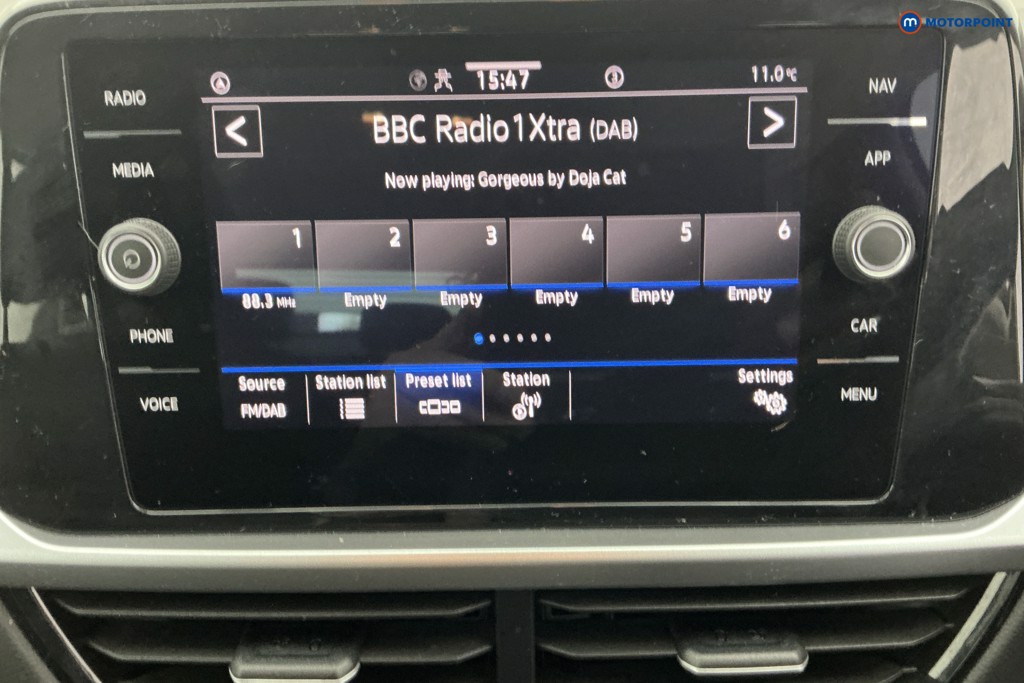 MOTORPOINT
15:47
11.0°C
RADIO
MEDIA
PHONE
VOICE
NAV
APP
CAR
MENU
< BBC Radio 1Xtra (DAB) >
Now playing: Gorgeous by Doja Cat
1 2 3 4 5 6
88.3 MHz Empty Empty Empty Empty Empty
Source Station list Preset list Station Settings
FM/DAB